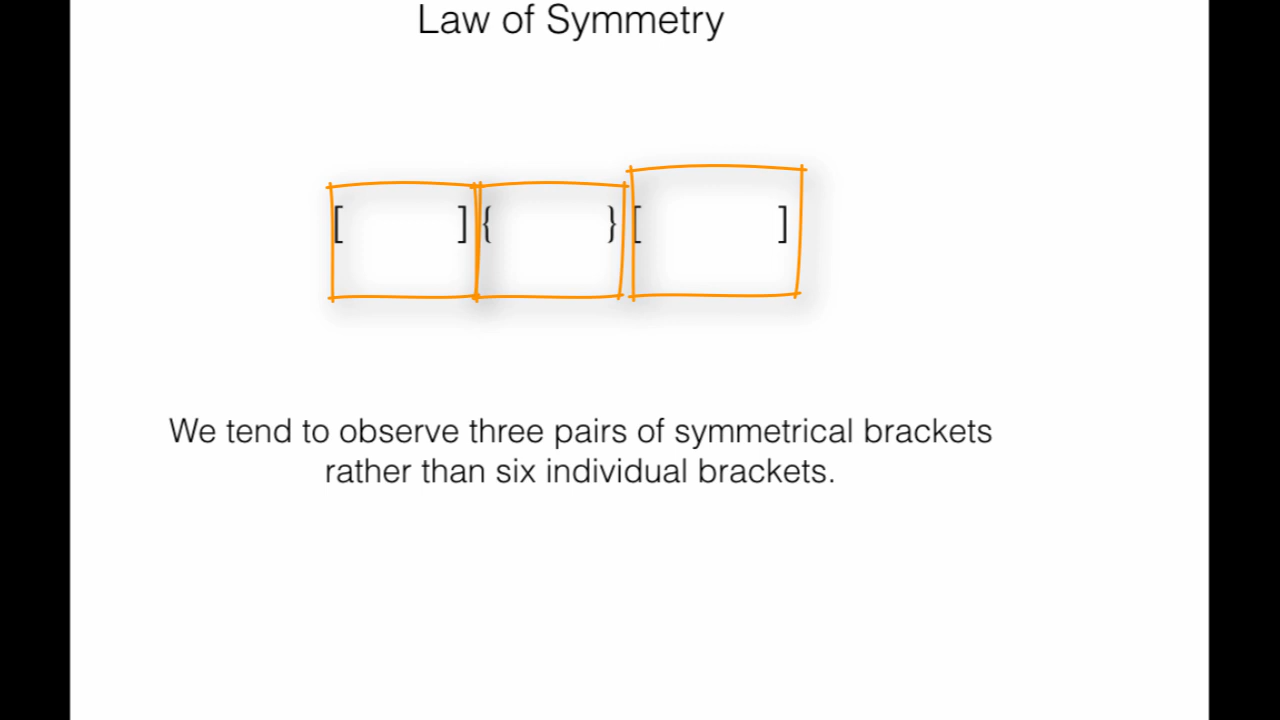 Law of Symmetry
[ ] { } [ ]
We tend to observe three pairs of symmetrical brackets
rather than six individual brackets.